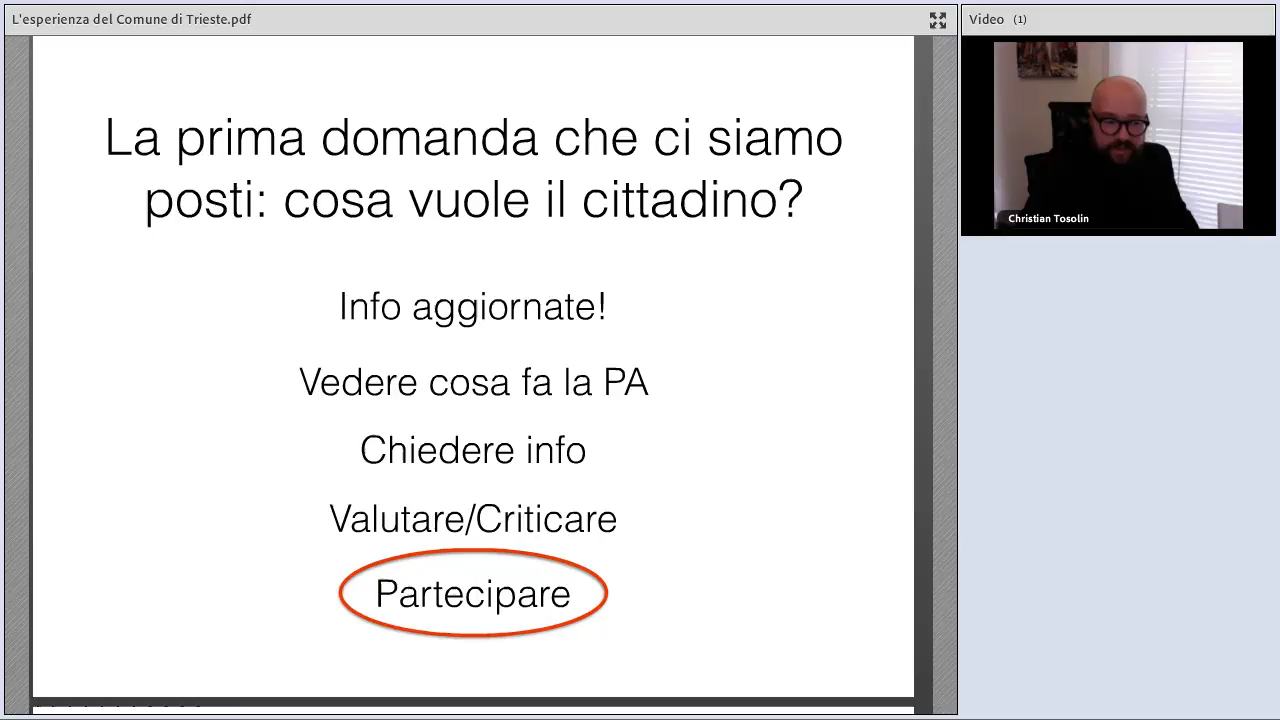 L'esperienza del Comune di Trieste.pdf
Video (1)
Christian Tosolin
La prima domanda che ci siamo
posti: cosa vuole il cittadino?
Info aggiornate!
Vedere cosa fa la PA
Chiedere info
Valutare/Criticare
Partecipare